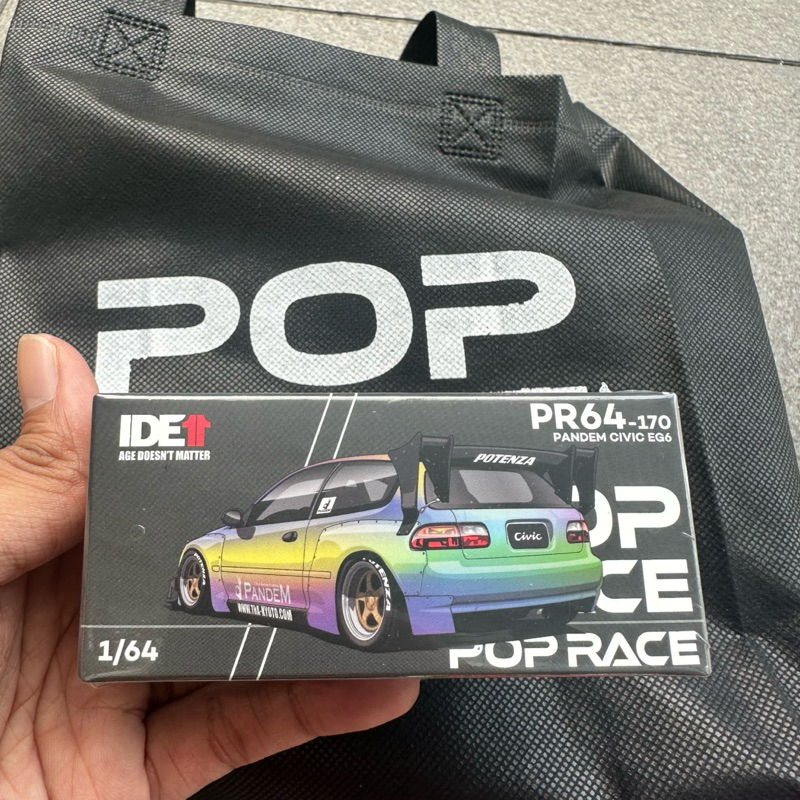 POP
IDE
AGE DOESN'T MATTER
PR64-170
PANDEM CIVIC EG6
POTENZA
Civic
PANDEM
WWW.TRA-KYOTO.COM
POTENZA
OP
CE
1/64
POP RACE